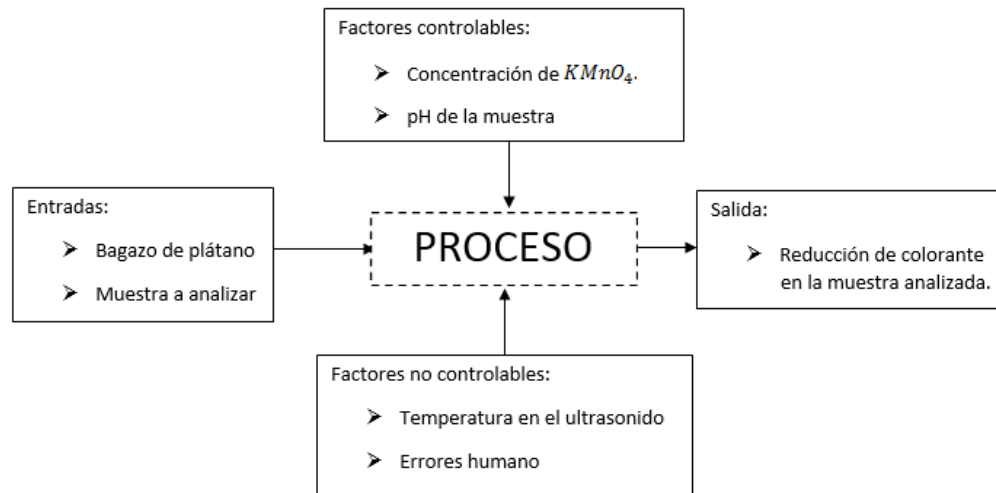 Factores controlables:
➤ Concentración de KMnO₄.
➤ pH de la muestra
Entradas:
➤ Bagazo de plátano
➤ Muestra a analizar
PROCESO
Salida:
➤ Reducción de colorante
en la muestra analizada.
Factores no controlables:
➤ Temperatura en el ultrasonido
➤ Errores humano